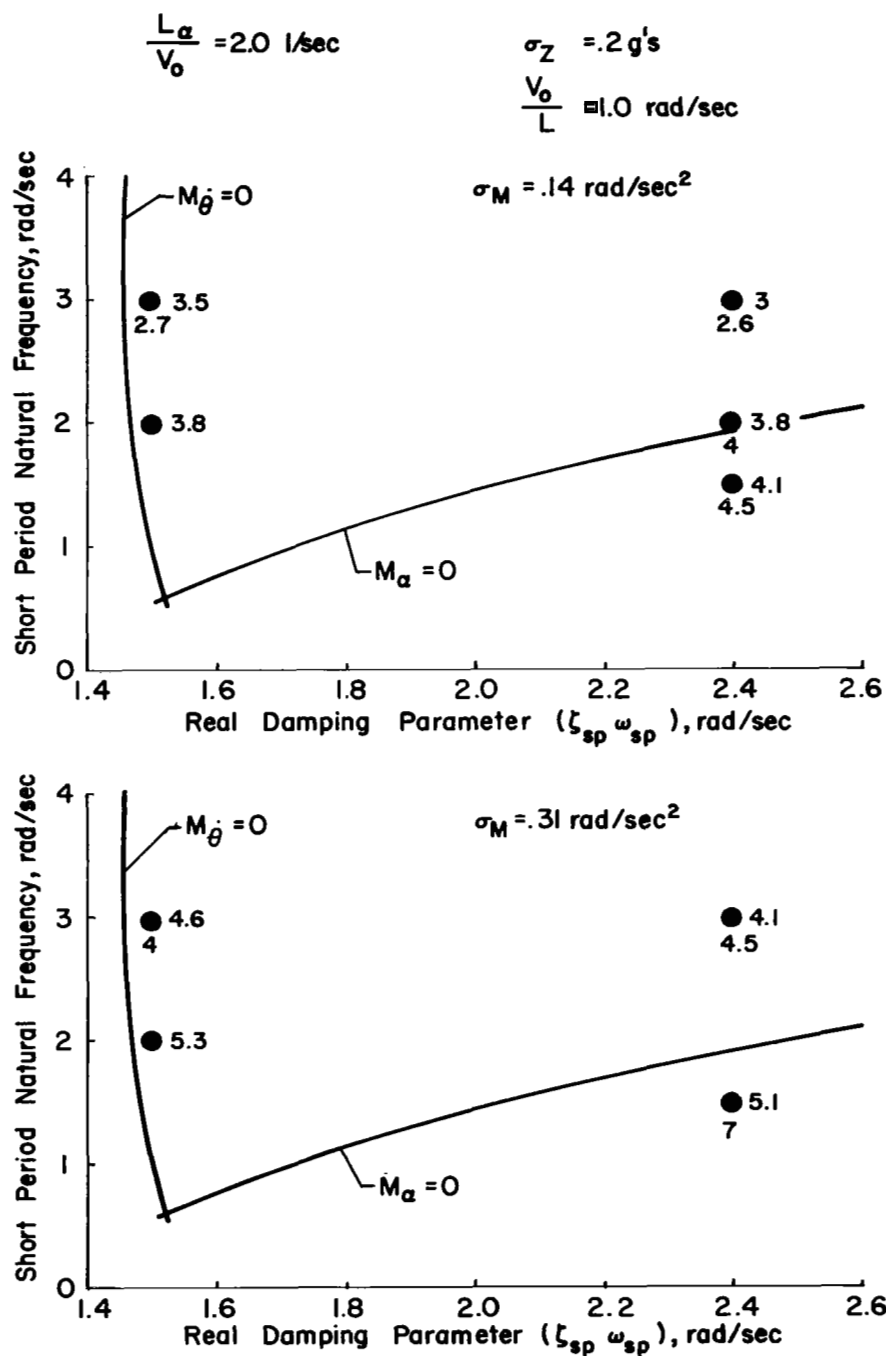 Lα/Vo = 2.0 1/sec
σZ = .2 g's
Vo/L = 1.0 rad/sec
Short Period Natural Frequency, rad/sec
4
3
2
1
0
Mθ̇ = 0
σM = .14 rad/sec²
3.5
2.7
3
2.6
3.8
3.8
4
4.1
4.5
Mα = 0
1.4 1.6 1.8 2.0 2.2 2.4 2.6
Real Damping Parameter (ζsp ωsp), rad/sec
Short Period Natural Frequency, rad/sec
4
3
2
1
0
Mθ̇ = 0
σM = .31 rad/sec²
4.6
4
4.1
4.5
5.3
5.1
7
Mα = 0
1.4 1.6 1.8 2.0 2.2 2.4 2.6
Real Damping Parameter (ζsp ωsp), rad/sec